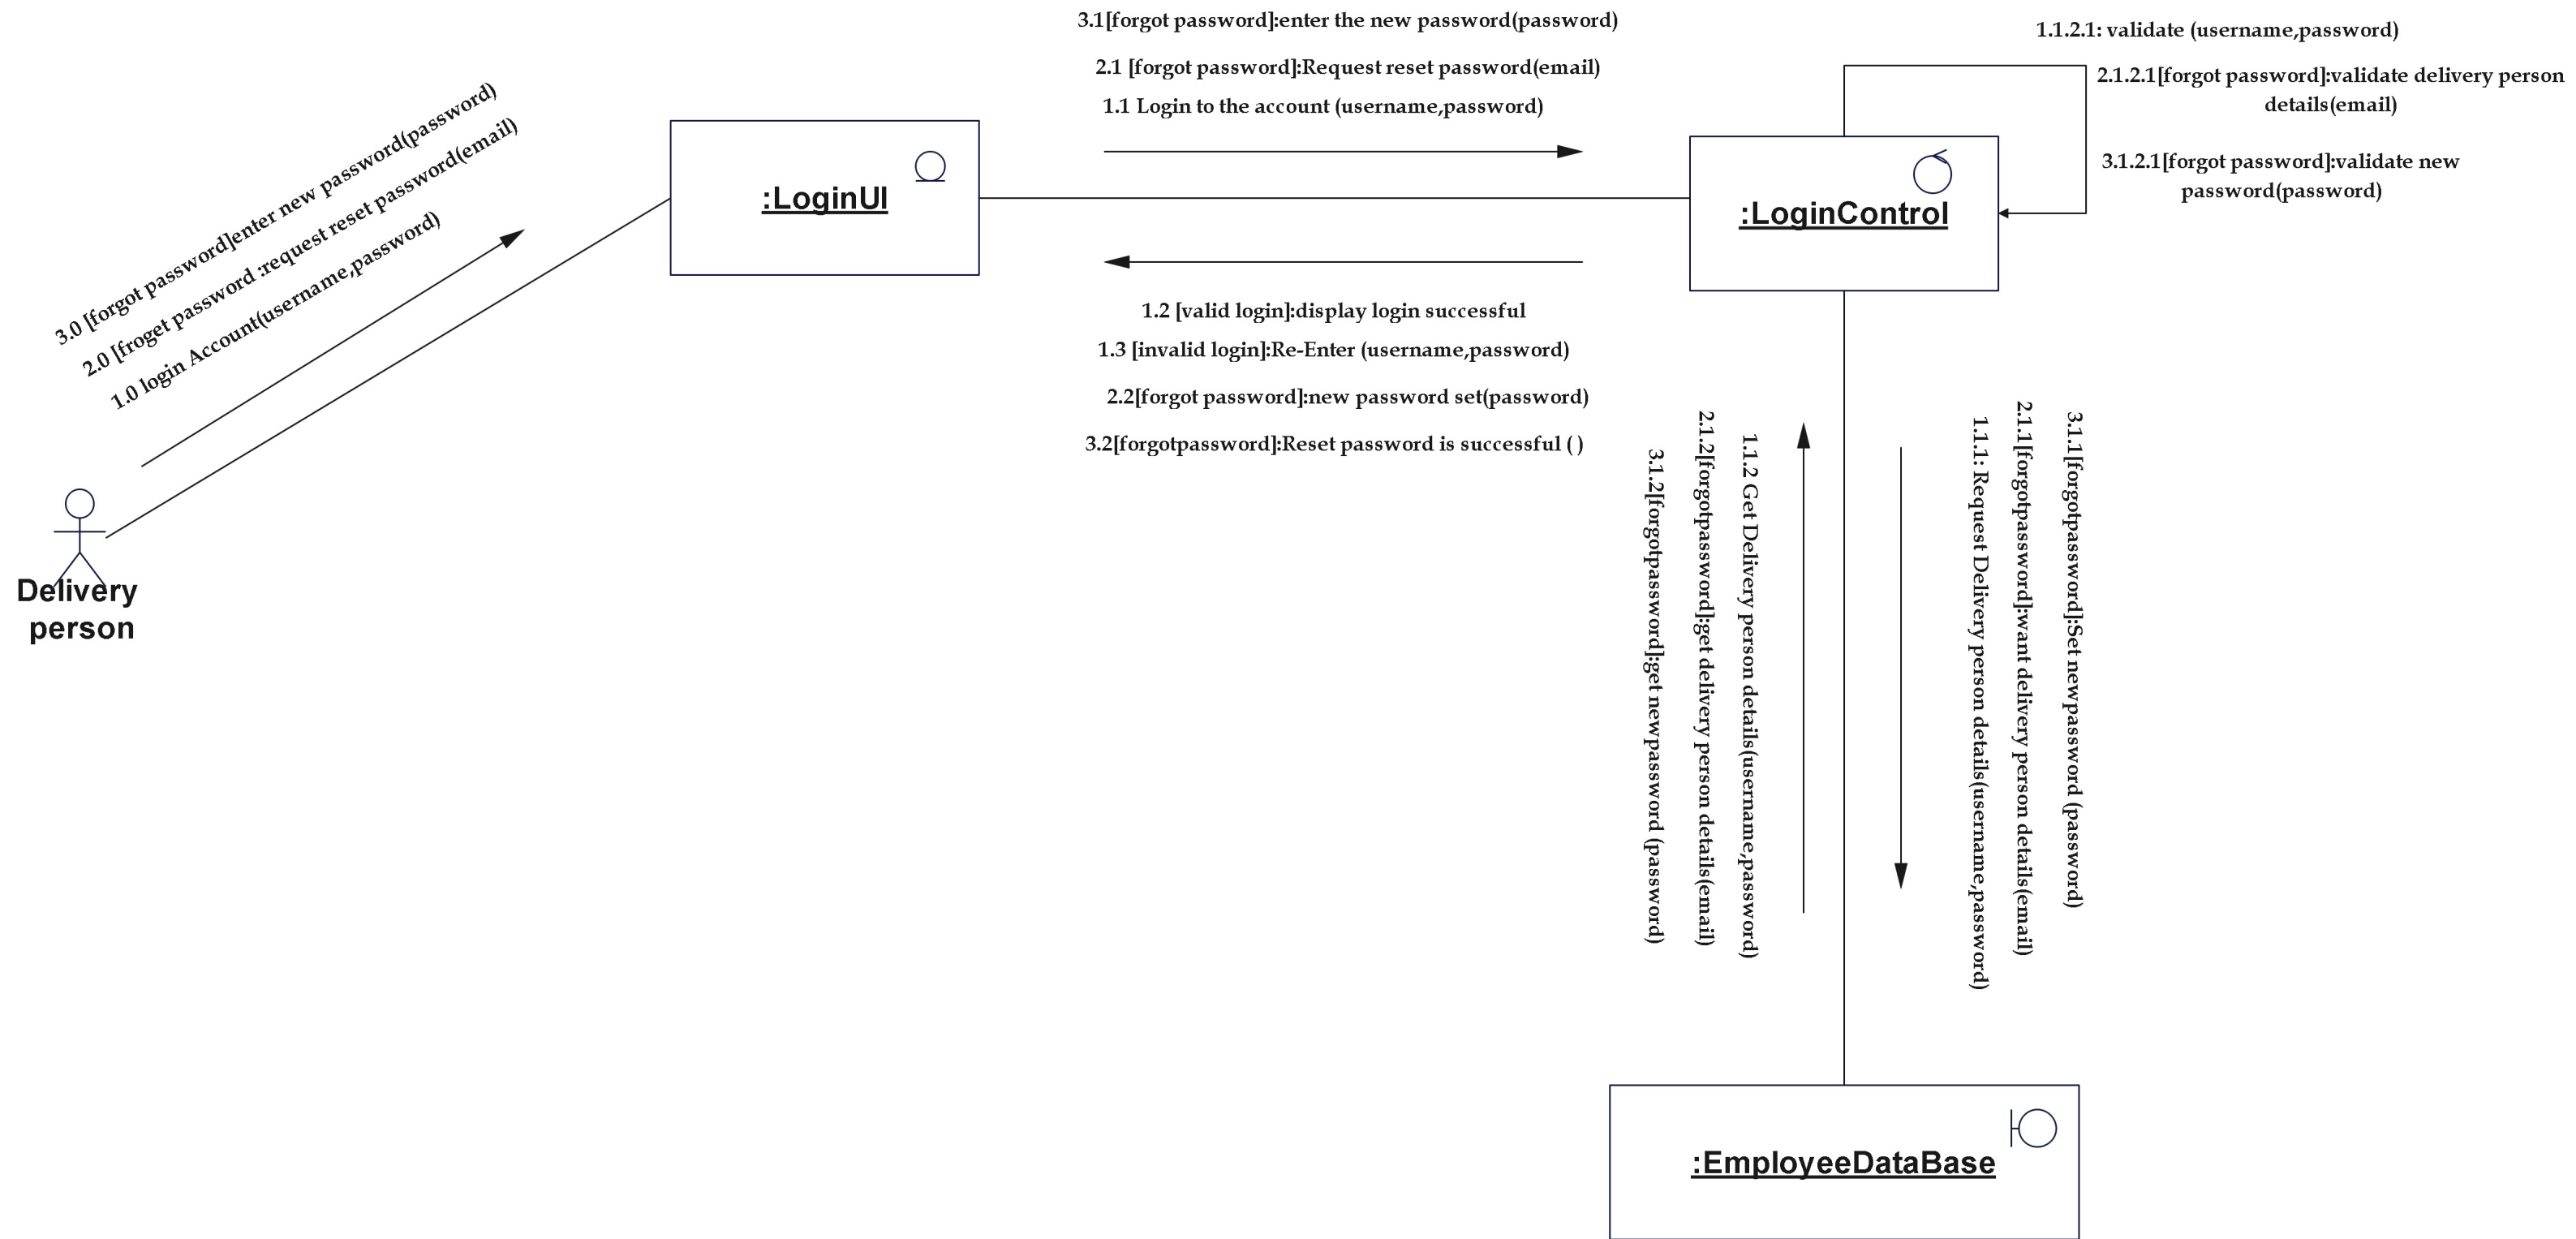 3.1[forgot password]:enter the new password(password)
2.1 [forgot password]:Request reset password(email)
1.1 Login to the account (username,password)
1.1.2.1: validate (username,password)
2.1.2.1[forgot password]:validate delivery person
details(email)
3.1.2.1[forgot password]:validate new
password(password)
3.0 [forgot password]enter new password(password)
2.0 [froget password :request reset password(email)
1.0 login Account(username,password)
:LoginUI
:LoginControl
1.2 [valid login]:display login successful
1.3 [invalid login]:Re-Enter (username,password)
2.2[forgot password]:new password set(password)
3.2[forgotpassword]:Reset password is successful ( )
Delivery
person
3.1.2[forgotpassword]:get newpassword (password)
2.1.2[forgotpassword]:get delivery person details(email)
1.1.2 Get Delivery person details(username,password)
1.1.1: Request Delivery person details(username,password)
2.1.1[forgotpassword]:want delivery person details(email)
3.1.1[forgotpassword]:Set newpassword (password)
:EmployeeDataBase